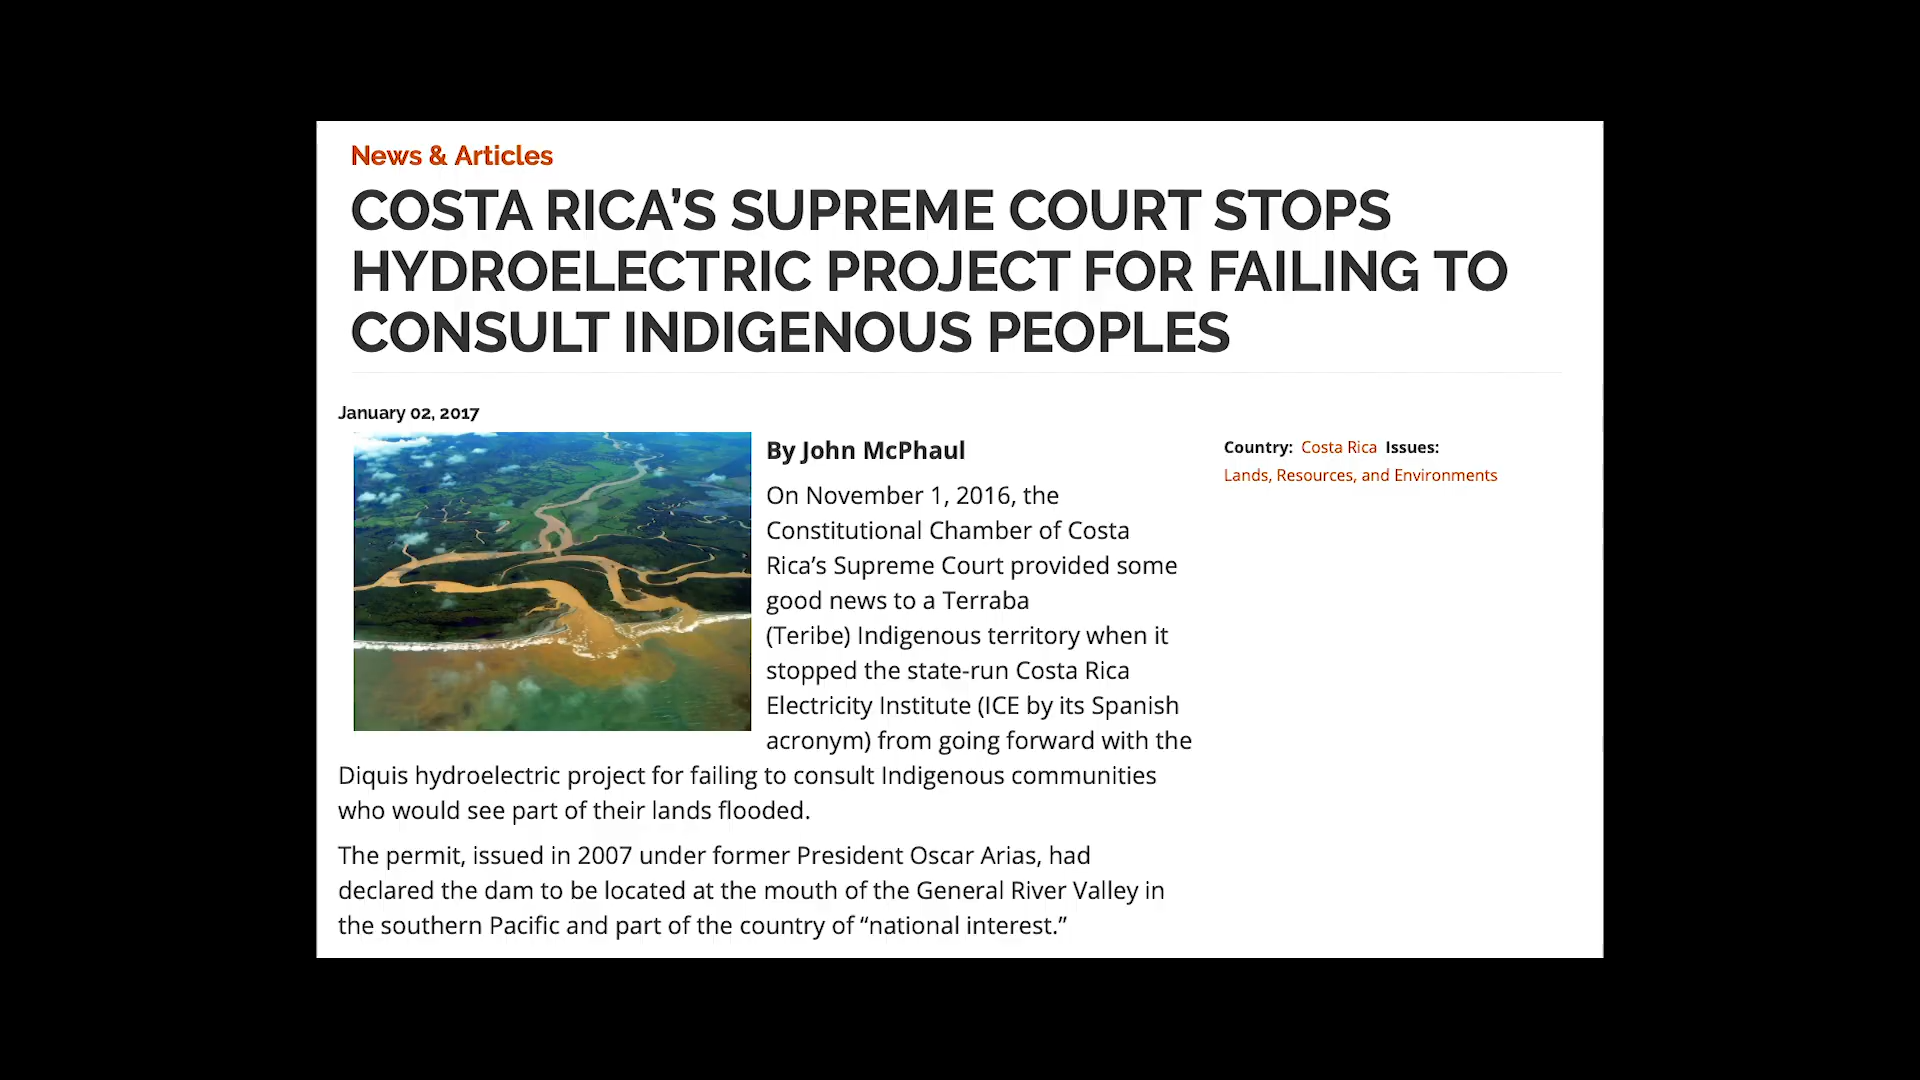 News & Articles
COSTA RICA’S SUPREME COURT STOPS
HYDROELECTRIC PROJECT FOR FAILING TO
CONSULT INDIGENOUS PEOPLES
January 02, 2017
By John McPhaul
On November 1, 2016, the
Constitutional Chamber of Costa
Rica’s Supreme Court provided some
good news to a Terraba
(Teribe) Indigenous territory when it
stopped the state-run Costa Rica
Electricity Institute (ICE by its Spanish
acronym) from going forward with the
Diquis hydroelectric project for failing to consult Indigenous communities
who would see part of their lands flooded.
The permit, issued in 2007 under former President Oscar Arias, had
declared the dam to be located at the mouth of the General River Valley in
the southern Pacific and part of the country of “national interest.”
Country: Costa Rica Issues:
Lands, Resources, and Environments